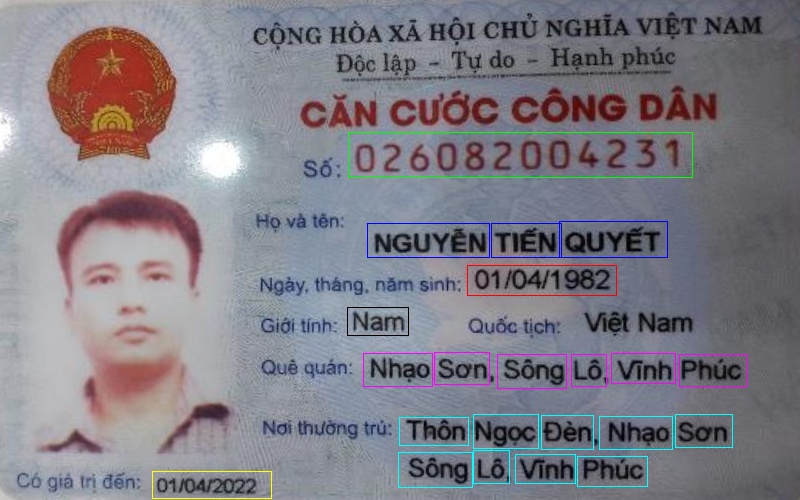 CỘNG HÒA XÃ HỘI CHỦ NGHĨA VIỆT NAM
Độc lập - Tự do - Hạnh phúc
CĂN CƯỚC CÔNG DÂN
Số: 026082004231
Họ và tên:
NGUYỄN TIẾN QUYẾT
Ngày, tháng, năm sinh: 01/04/1982
Giới tính: Nam Quốc tịch: Việt Nam
Quê quán: Nhạo Sơn, Sông Lô, Vĩnh Phúc
Nơi thường trú: Thôn Ngọc Đèn, Nhạo Sơn
Sông Lô, Vĩnh Phúc
Có giá trị đến: 01/04/2022